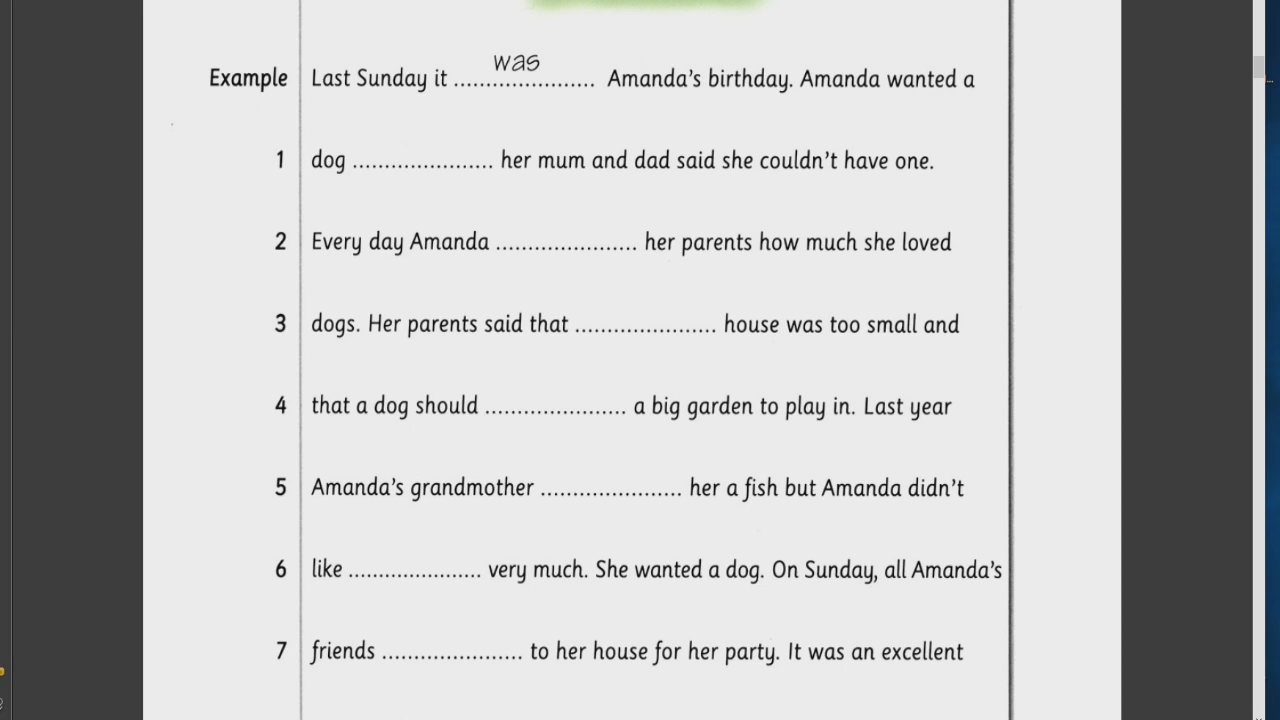 was
Example Last Sunday it ...................... Amanda's birthday. Amanda wanted a
1 dog ...................... her mum and dad said she couldn't have one.
2 Every day Amanda ...................... her parents how much she loved
3 dogs. Her parents said that ...................... house was too small and
4 that a dog should ...................... a big garden to play in. Last year
5 Amanda's grandmother ...................... her a fish but Amanda didn't
6 like ..................... very much. She wanted a dog. On Sunday, all Amanda's
7 friends ...................... to her house for her party. It was an excellent